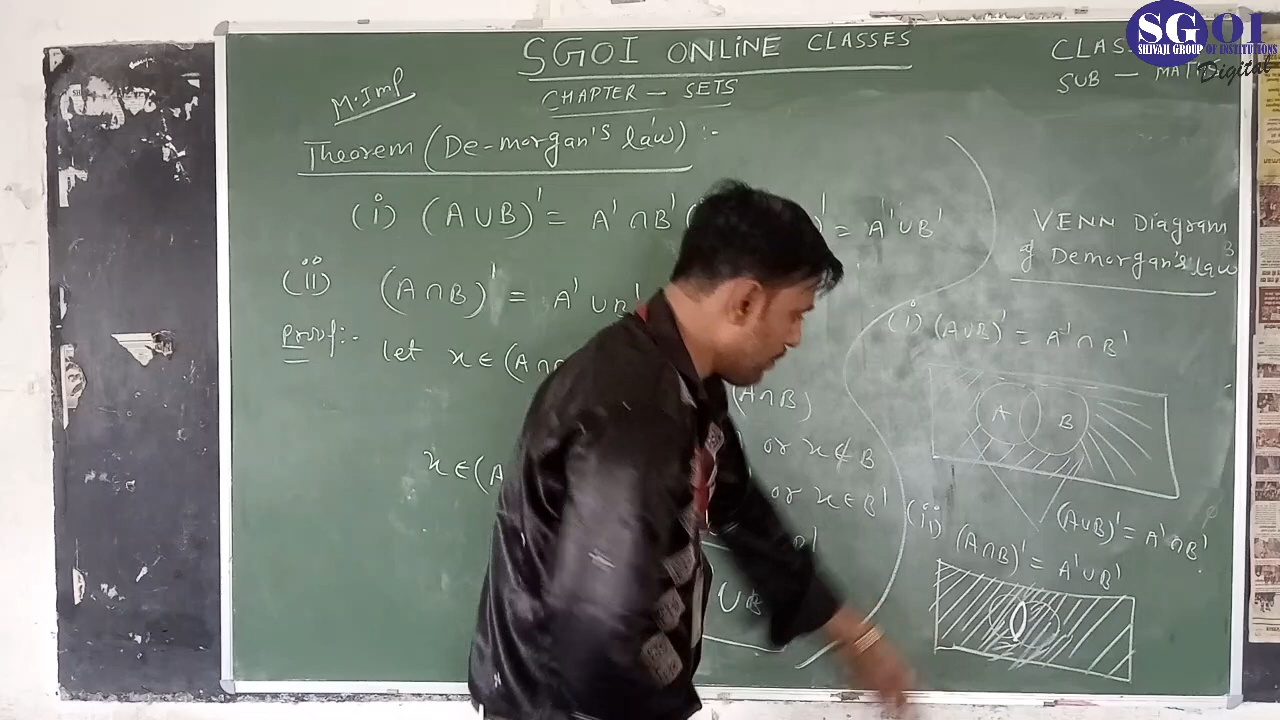 SGOI ONLINE CLASSES
CHAPTER - SETS
M.Imp
Theorem (De-morgan's law) :-
(i) (A∪B)' = A' ∩ B' ' = A' ∪ B'
(ii) (A ∩ B)' = A' ∪ B'
Proof:- let x ∈ (A ∩
(A∩B)
x ∈ (A
or x ∉ B
or x ∈ B'
B'
∪ B'
SGOI
SHIVAJI GROUP OF INSTITUTIONS
Digital
CLAS
SUB - MATHS
VENN Diagram
of Demorgan's law
(i) (A∪B)' = A' ∩ B'
A B
(A∪B)' = A' ∩ B'
(ii) (A∩B)' = A' ∪ B'